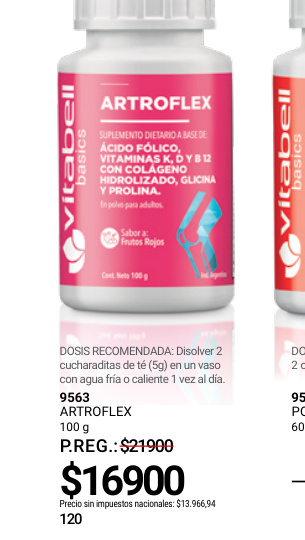 vitabell
basics
ARTROFLEX
SUPLEMENTO DIETARIO A BASE DE:
ÁCIDO FÓLICO,
VITAMINAS K, D Y B 12
CON COLÁGENO
HIDROLIZADO, GLICINA
Y PROLINA.
En polvo para adultos.
Sabor a:
Frutos Rojos
Cont. Neto 100 g
Ind. Argentina
vitabell
basics
DOSIS RECOMENDADA: Disolver 2
cucharaditas de té (5g) en un vaso
con agua fría o caliente 1 vez al día.
9563
ARTROFLEX
100 g
P.REG.: $21900
$16900
Precio sin impuestos nacionales: $13.966,94
120
DO
2 c
95
PO
60